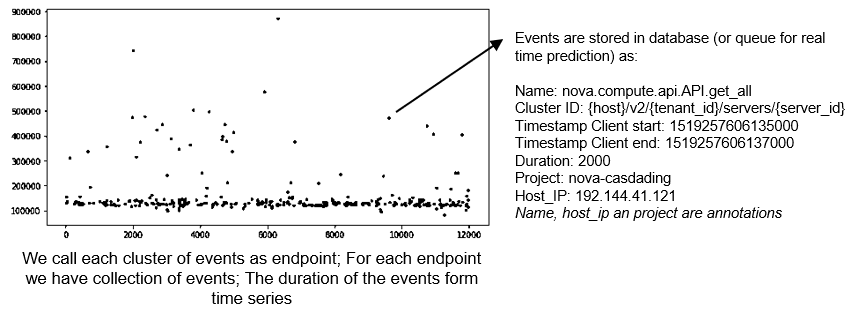 900000
800000
700000
600000
500000
400000
300000
200000
100000
0
2000
4000
6000
8000
10000
12000
We call each cluster of events as endpoint; For each endpoint
we have collection of events; The duration of the events form
time series
Events are stored in database (or queue for real
time prediction) as:
Name: nova.compute.api.API.get_all
Cluster ID: {host}/v2/{tenant_id}/servers/{server_id}
Timestamp Client start: 1519257606135000
Timestamp Client end: 1519257606137000
Duration: 2000
Project: nova-casdading
Host_IP: 192.144.41.121
Name, host_ip an project are annotations